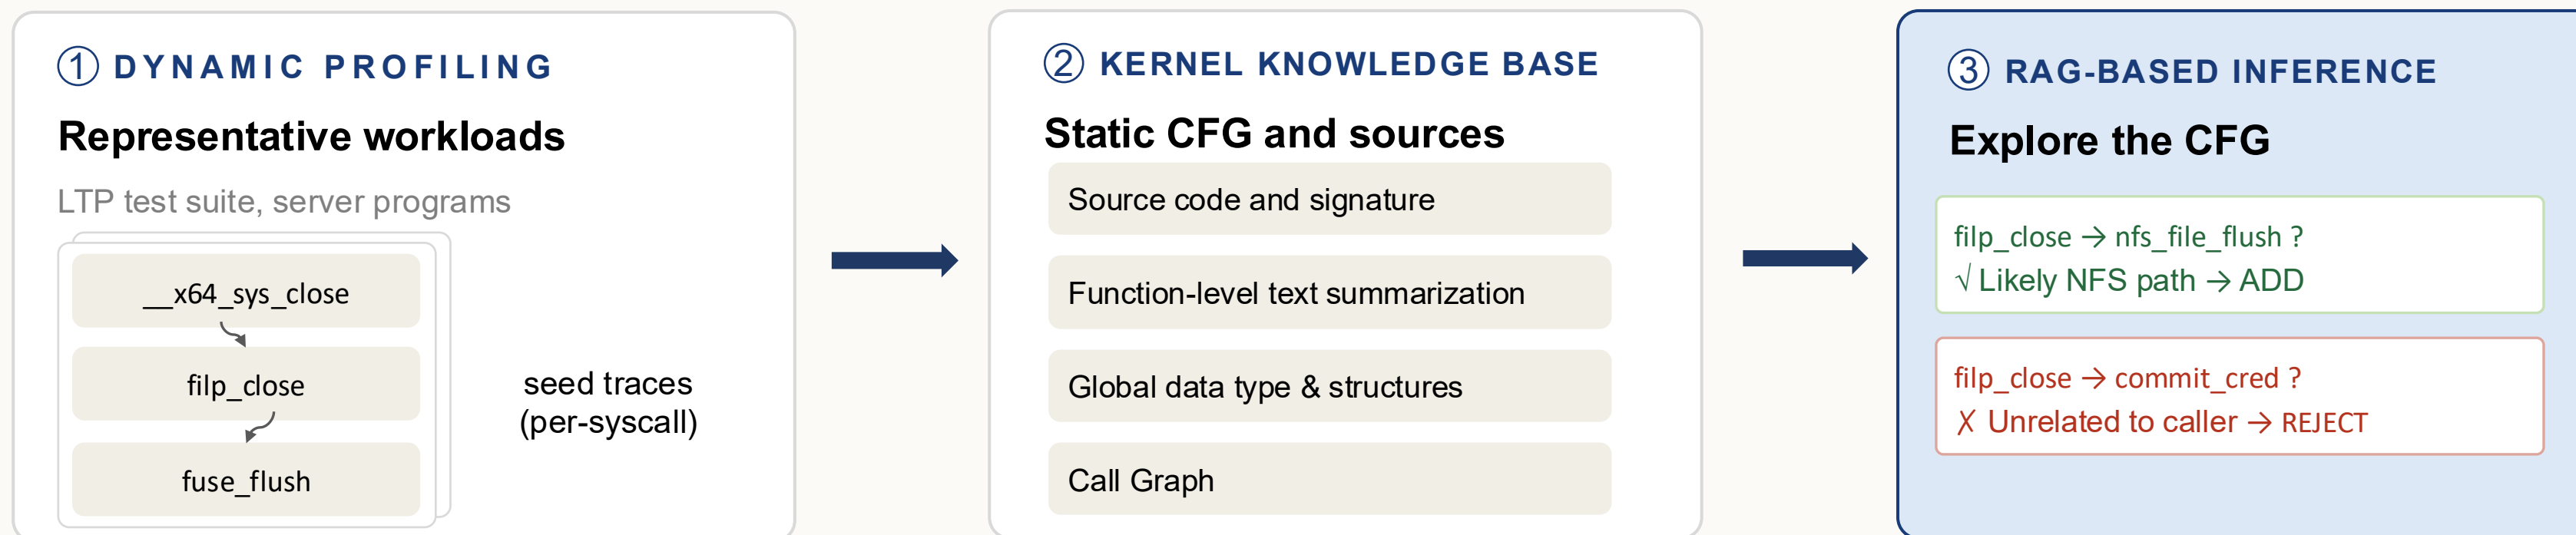 ① DYNAMIC PROFILING
Representative workloads
LTP test suite, server programs
__x64_sys_close
filp_close
fuse_flush
seed traces
(per-syscall)
② KERNEL KNOWLEDGE BASE
Static CFG and sources
Source code and signature
Function-level text summarization
Global data type & structures
Call Graph
③ RAG-BASED INFERENCE
Explore the CFG
filp_close → nfs_file_flush ?
√ Likely NFS path → ADD
filp_close → commit_cred ?
✗ Unrelated to caller → REJECT